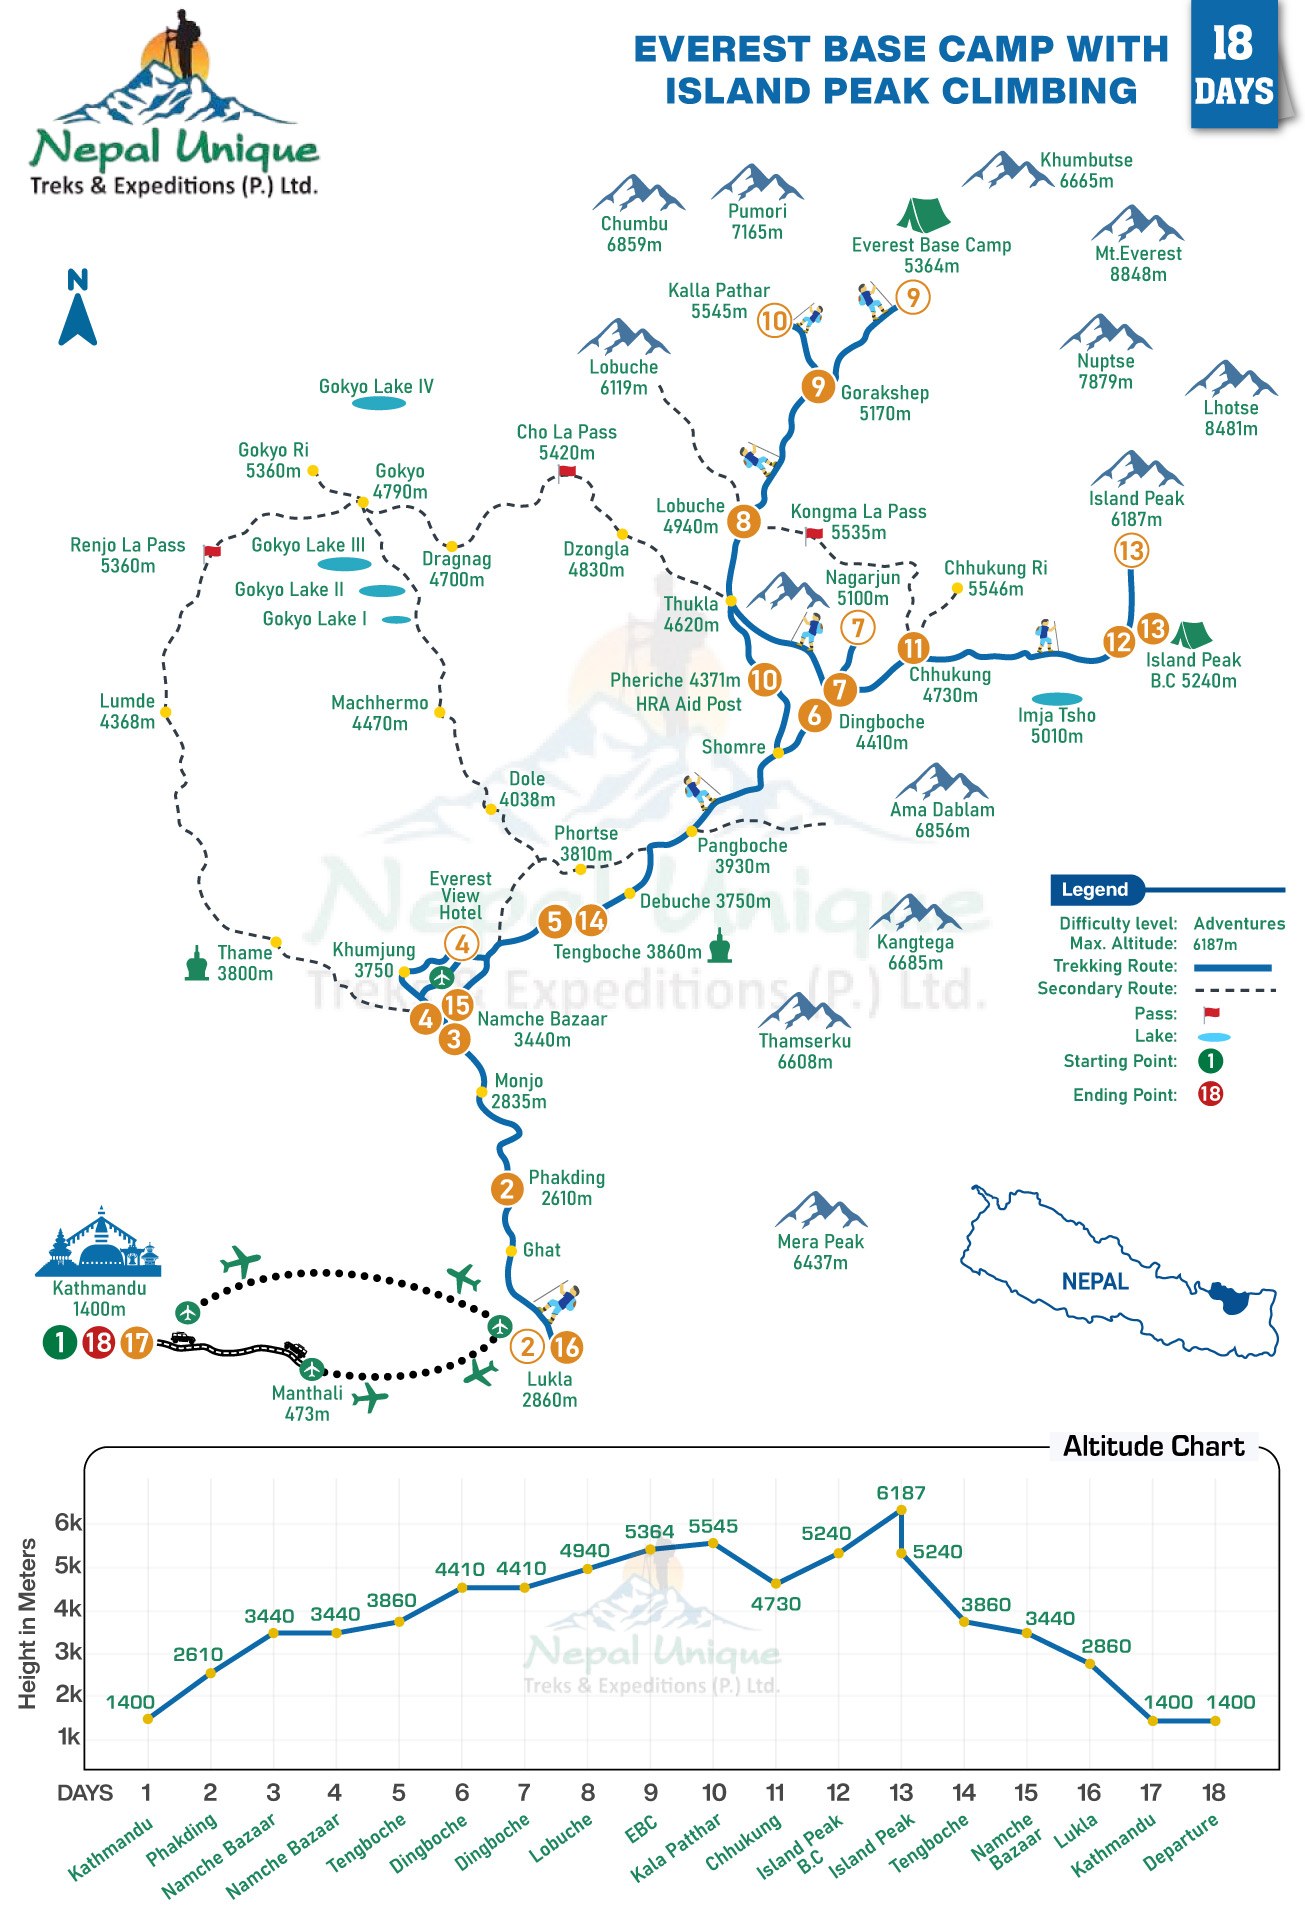 EVEREST BASE CAMP WITH
ISLAND PEAK CLIMBING
18
DAYS
Nepal Unique
Treks & Expeditions (P.) Ltd.
N
Khumbutse
6665m
Chumbu
6859m
Pumori
7165m
Everest Base Camp
5364m
Mt.Everest
8848m
Kalla Pathar
5545m
10
9
Lobuche
6119m
Nuptse
7879m
9
Gorakshep
5170m
Lhotse
8481m
Gokyo Lake IV
Gokyo Ri
5360m
Gokyo
4790m
Cho La Pass
5420m
Island Peak
6187m
13
Lobuche
4940m
8
Kongma La Pass
5535m
Renjo La Pass
5360m
Gokyo Lake III
Gokyo Lake II
Gokyo Lake I
Dragnag
4700m
Dzongla
4830m
Thukla
4620m
Nagarjun
5100m
7
Chhukung Ri
5546m
11
Chhukung
4730m
12
13
Island Peak
B.C 5240m
Imja Tsho
5010m
Pheriche 4371m
HRA Aid Post
10
7
6
Dingboche
4410m
Lumde
4368m
Machhermo
4470m
Shomre
Dole
4038m
Ama Dablam
6856m
Phortse
3810m
Pangboche
3930m
Nepal Unique
Treks & Expeditions (P.) Ltd.
Everest
View
Hotel
4
Debuche 3750m
5
14
Tengboche 3860m
Kangtega
6685m
Thame
3800m
Khumjung
3750
4
15
3
Namche Bazaar
3440m
Thamserku
6608m
Monjo
2835m
Legend
Difficulty level: Adventures
Max. Altitude: 6187m
Trekking Route:
Secondary Route:
Pass:
Lake:
Starting Point: 1
Ending Point: 18
2
Phakding
2610m
Ghat
Mera Peak
6437m
NEPAL
Kathmandu
1400m
1
18
17
Manthali
473m
2
16
Lukla
2860m
Altitude Chart
Height in Meters
6k
5k
4k
3k
2k
1k
1400
2610
3440
3440
3860
4410
4410
4940
5364
5545
4730
5240
6187
5240
3860
3440
2860
1400
1400
Nepal Unique
Treks & Expeditions (P.) Ltd.
DAYS 1 2 3 4 5 6 7 8 9 10 11 12 13 14 15 16 17 18
Kathmandu
Phakding
Namche Bazaar
Namche Bazaar
Tengboche
Dingboche
Dingboche
Lobuche
EBC
Kala Patthar
Chhukung
Island Peak
B.C
Island Peak
Tengboche
Namche
Bazaar
Lukla
Kathmandu
Departure